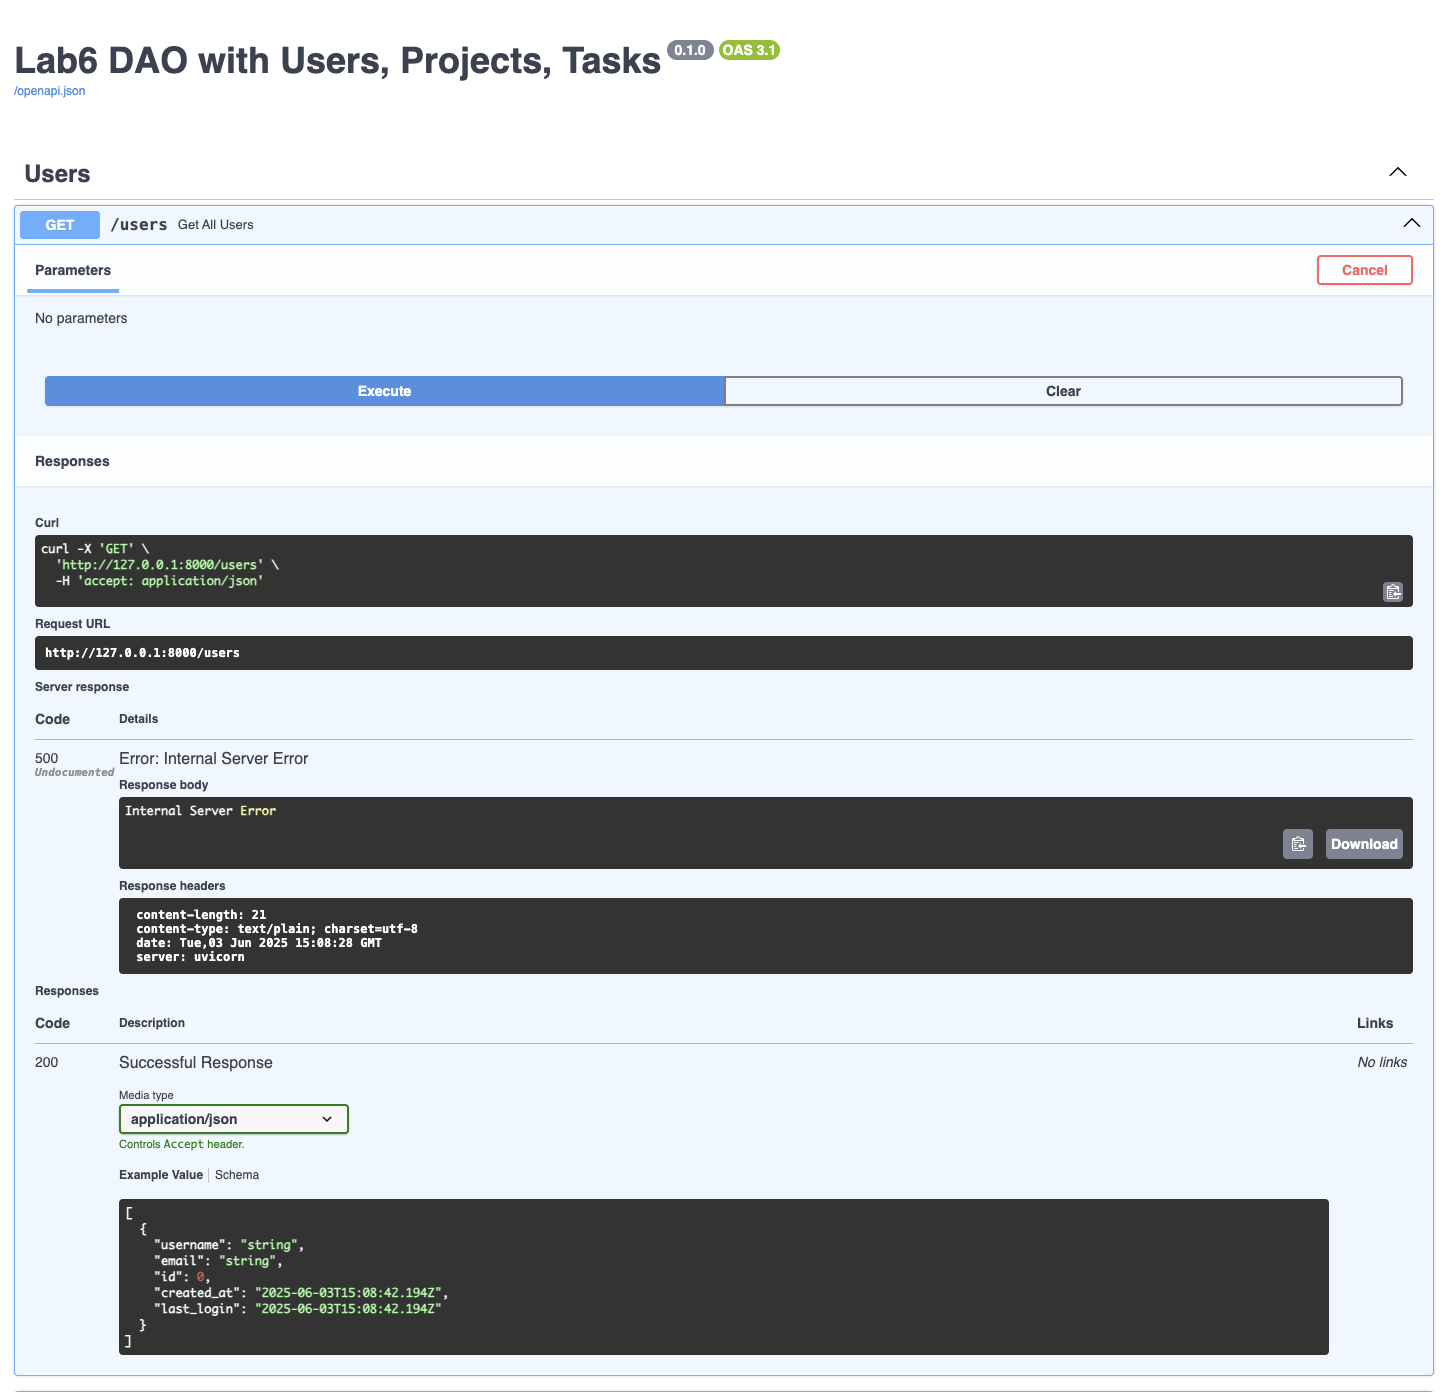 Lab6 DAO with Users, Projects, Tasks 0.1.0 OAS 3.1
/openapi.json
Users
GET /users Get All Users
Parameters Cancel
No parameters
Execute Clear
Responses
Curl
curl -X 'GET' \
  'http://127.0.0.1:8000/users' \
  -H 'accept: application/json'
Request URL
http://127.0.0.1:8000/users
Server response
Code Details
500 Error: Internal Server Error
Undocumented
Response body
Internal Server Error
Download
Response headers
content-length: 21
content-type: text/plain; charset=utf-8
date: Tue,03 Jun 2025 15:08:28 GMT
server: uvicorn
Responses
Code Description Links
200 Successful Response No links
Media type
application/json
Controls Accept header.
Example Value Schema
[
  {
    "username": "string",
    "email": "string",
    "id": 0,
    "created_at": "2025-06-03T15:08:42.194Z",
    "last_login": "2025-06-03T15:08:42.194Z"
  }
]